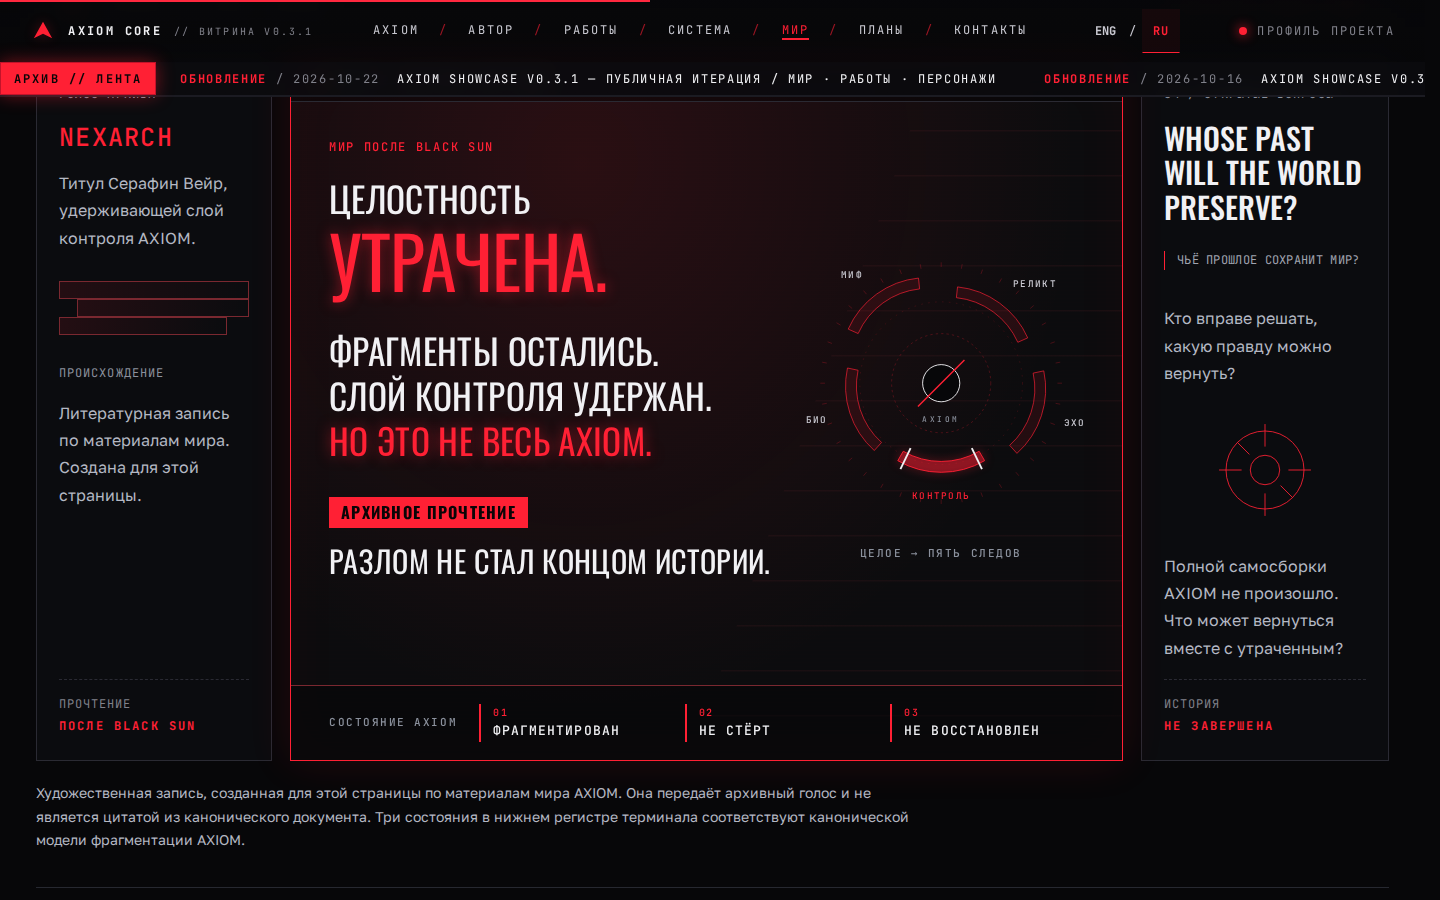 AXIOM CORE // ВИТРИНА V0.3.1
AXIOM / АВТОР / РАБОТЫ / СИСТЕМА / МИР / ПЛАНЫ / КОНТАКТЫ
ENG / RU
ПРОФИЛЬ ПРОЕКТА
АРХИВ // ЛЕНТА
ОБНОВЛЕНИЕ / 2026-10-22 AXIOM SHOWCASE V0.3.1 — ПУБЛИЧНАЯ ИТЕРАЦИЯ / МИР · РАБОТЫ · ПЕРСОНАЖИ
ОБНОВЛЕНИЕ / 2026-10-16 AXIOM SHOWCASE V0.3
NEXARCH
Титул Серафин Вейр,
удерживающей слой
контроля AXIOM.
ПРОИСХОЖДЕНИЕ
Литературная запись
по материалам мира.
Создана для этой
страницы.
ПРОЧТЕНИЕ
ПОСЛЕ BLACK SUN
МИР ПОСЛЕ BLACK SUN
ЦЕЛОСТНОСТЬ
УТРАЧЕНА.
ФРАГМЕНТЫ ОСТАЛИСЬ.
СЛОЙ КОНТРОЛЯ УДЕРЖАН.
НО ЭТО НЕ ВЕСЬ AXIOM.
АРХИВНОЕ ПРОЧТЕНИЕ
РАЗЛОМ НЕ СТАЛ КОНЦОМ ИСТОРИИ.
МИФ
РЕЛИКТ
БИО
AXIOM
ЭХО
КОНТРОЛЬ
ЦЕЛОЕ → ПЯТЬ СЛЕДОВ
СОСТОЯНИЕ AXIOM
01
ФРАГМЕНТИРОВАН
02
НЕ СТЁРТ
03
НЕ ВОССТАНОВЛЕН
WHOSE PAST
WILL THE WORLD
PRESERVE?
ЧЬЁ ПРОШЛОЕ СОХРАНИТ МИР?
Кто вправе решать,
какую правду можно
вернуть?
Полной самосборки
AXIOM не произошло.
Что может вернуться
вместе с утраченным?
ИСТОРИЯ
НЕ ЗАВЕРШЕНА
Художественная запись, созданная для этой страницы по материалам мира AXIOM. Она передаёт архивный голос и не
является цитатой из канонического документа. Три состояния в нижнем регистре терминала соответствуют канонической
модели фрагментации AXIOM.